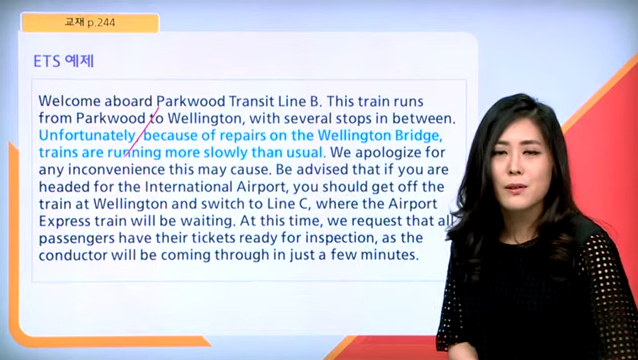 교재 p.244
ETS 예제
Welcome aboard Parkwood Transit Line B. This train runs
from Parkwood to Wellington, with several stops in between.
Unfortunately, because of repairs on the Wellington Bridge,
trains are running more slowly than usual. We apologize for
any inconvenience this may cause. Be advised that if you are
headed for the International Airport, you should get off the
train at Wellington and switch to Line C, where the Airport
Express train will be waiting. At this time, we request that all
passengers have their tickets ready for inspection, as the
conductor will be coming through in just a few minutes.